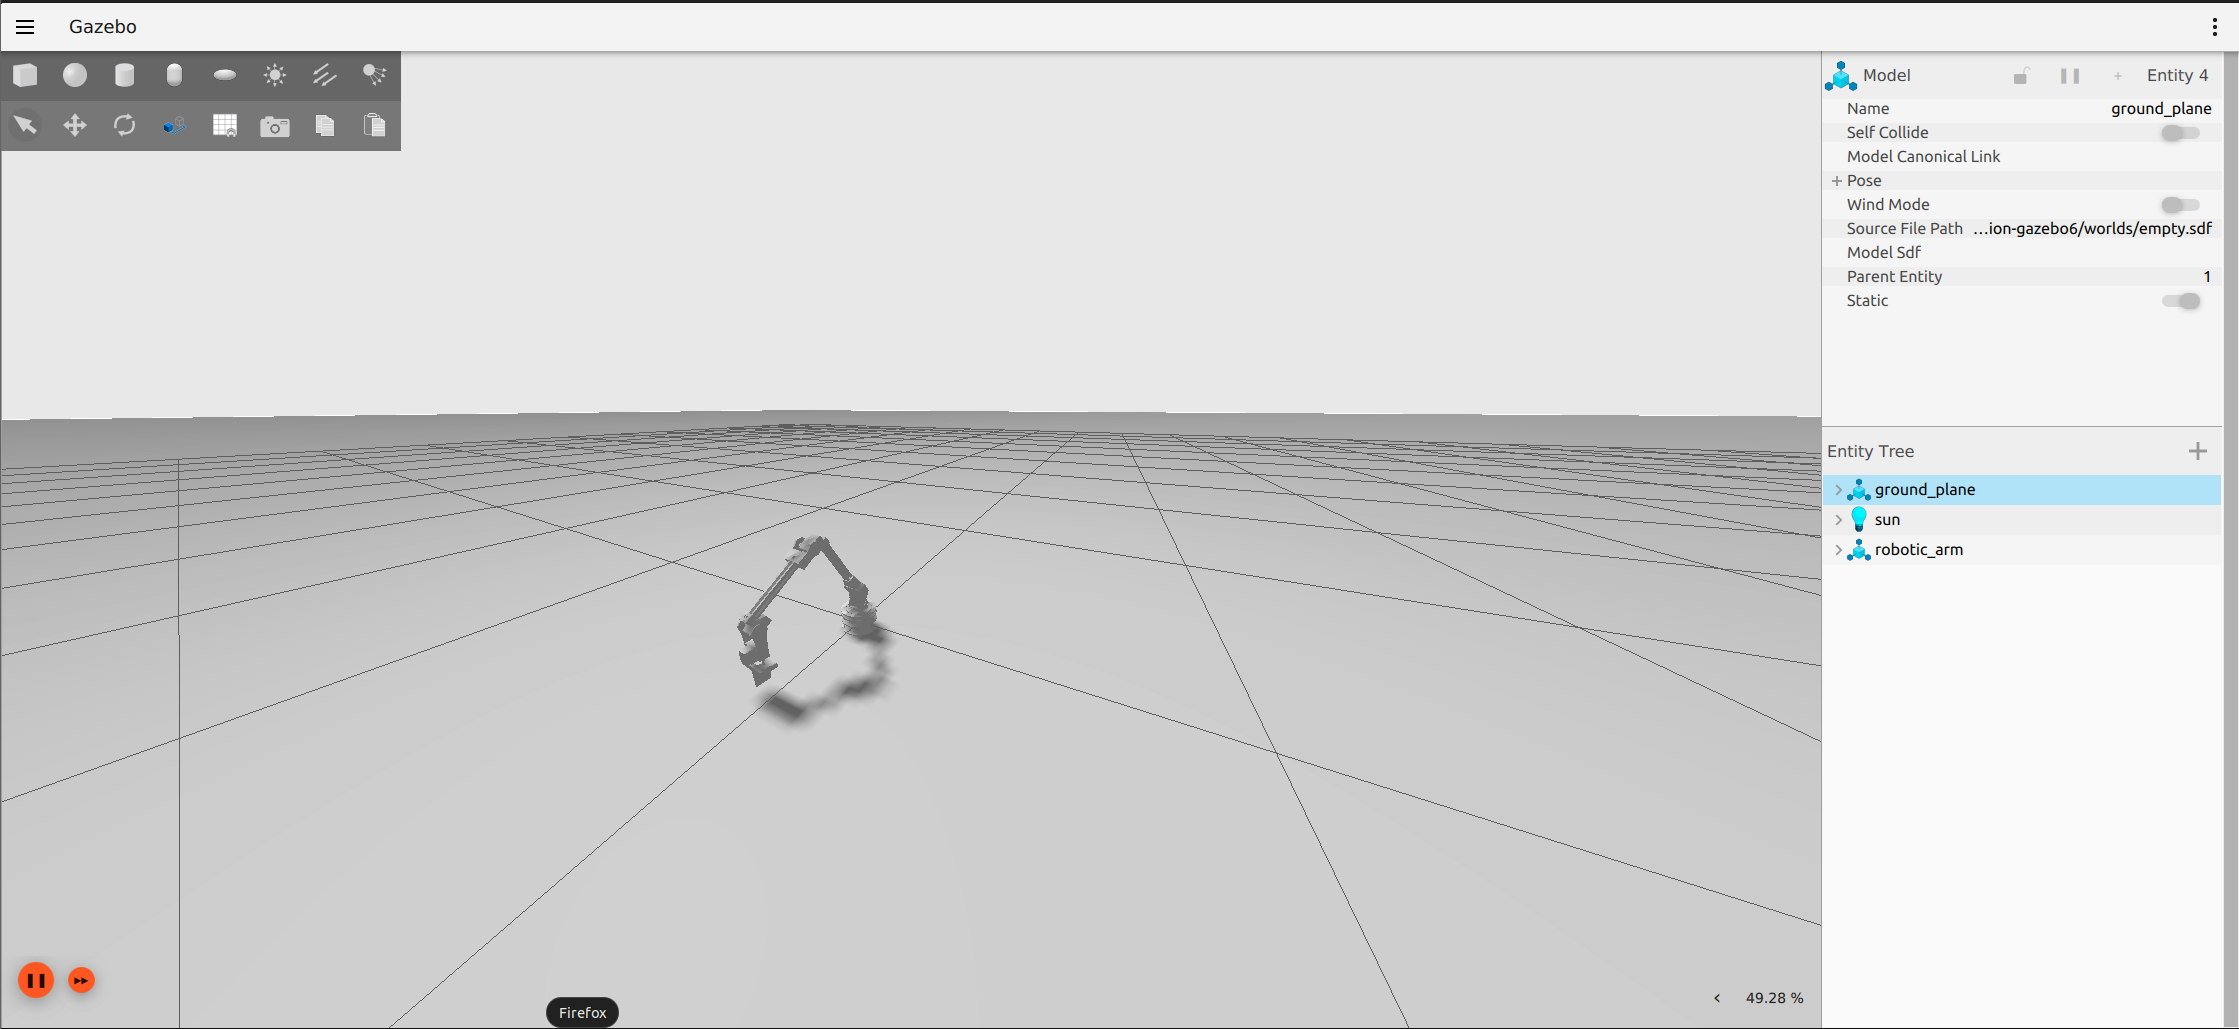 Gazebo
Model
Entity 4
Name ground_plane
Self Collide
Model Canonical Link
Pose
Wind Mode
Source File Path …ion-gazebo6/worlds/empty.sdf
Model Sdf
Parent Entity 1
Static
Entity Tree
ground_plane
sun
robotic_arm
49.28 %
Firefox